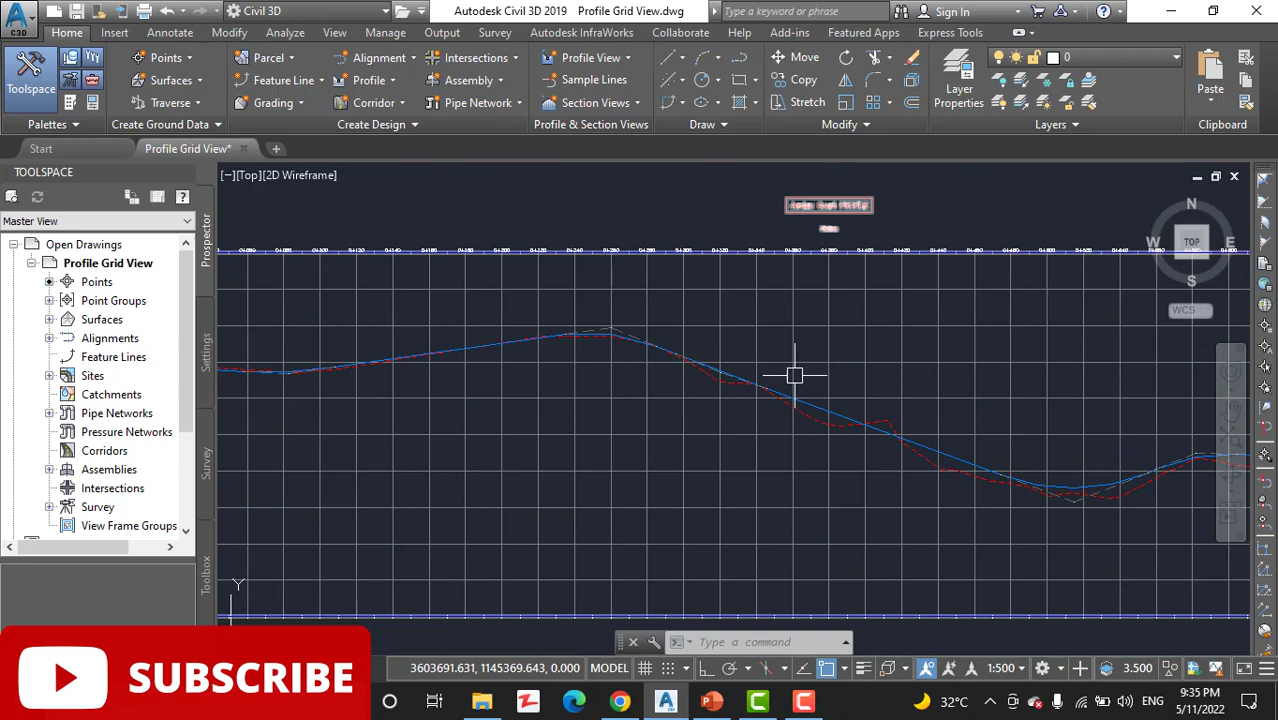 C3D
Civil 3D
Autodesk Civil 3D 2019 Profile Grid View.dwg
Type a keyword or phrase
Sign In
Home Insert Annotate Modify Analyze View Manage Output Survey Autodesk InfraWorks Collaborate Help Add-ins Featured Apps Express Tools
Toolspace
Palettes
Points
Surfaces
Traverse
Create Ground Data
Parcel
Feature Line
Grading
Alignment
Profile
Corridor
Intersections
Assembly
Pipe Network
Create Design
Profile View
Sample Lines
Section Views
Profile & Section Views
Draw
Move
Copy
Stretch
Modify
Layer
Properties
0
Layers
Paste
Clipboard
Start
Profile Grid View*
TOOLSPACE
Master View
Open Drawings
Profile Grid View
Points
Point Groups
Surfaces
Alignments
Feature Lines
Sites
Catchments
Pipe Networks
Pressure Networks
Corridors
Assemblies
Intersections
Survey
View Frame Groups
Prospector
Settings
Survey
Toolbox
[−][Top][2D Wireframe]
N
W TOP E
S
WCS
Y
Type a command
3603691.631, 1145369.643, 0.000 MODEL
1:500
3.500
SUBSCRIBE
32°C
ENG
9:35 PM
5/11/2022